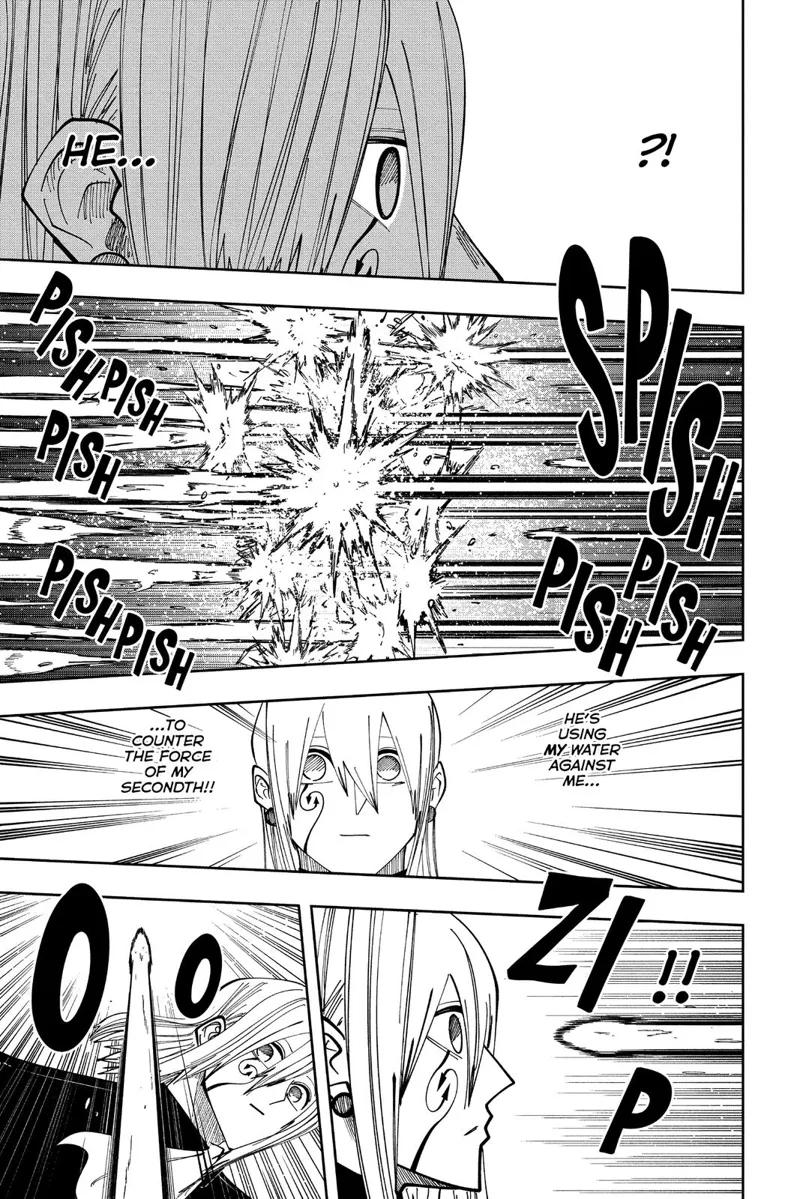 ?!
HE...
SPISH
PISH
PISH
PISH
PISH
PISH
PISH
PISH
HE'S
USING
MY WATER
AGAINST
ME...
...TO
COUNTER
THE FORCE
OF MY
SECONDTH!!
ZI
P
!!
O
O